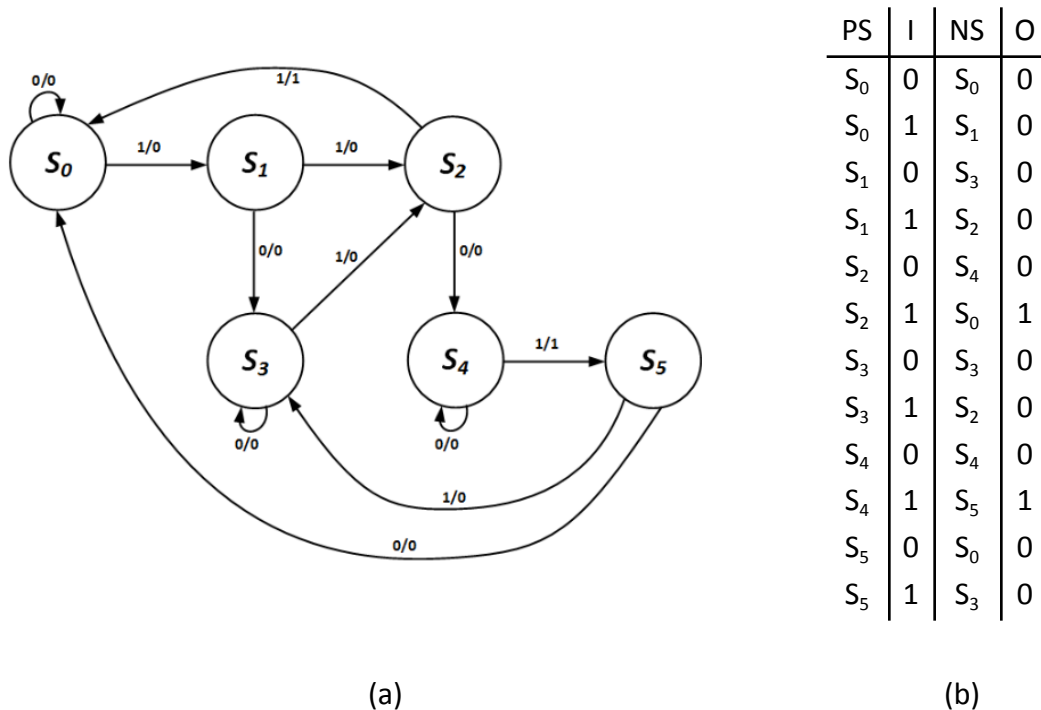 0/0
1/1
S0
1/0
S1
1/0
S2
0/0
1/0
0/0
S3
S4
1/1
S5
0/0
0/0
1/0
0/0
(a)
PS I NS O
S0 0 S0 0
S0 1 S1 0
S1 0 S3 0
S1 1 S2 0
S2 0 S4 0
S2 1 S0 1
S3 0 S3 0
S3 1 S2 0
S4 0 S4 0
S4 1 S5 1
S5 0 S0 0
S5 1 S3 0
(b)